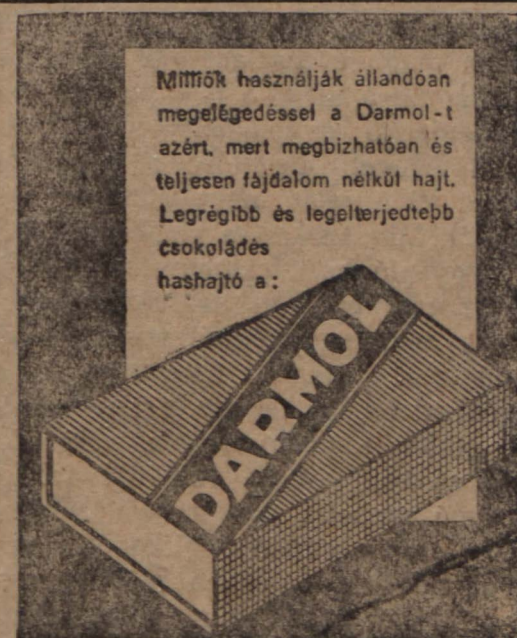 Milliók használják állandóan
megelégedéssel a Darmol-t
azért, mert megbizhatóan és
teljesen fájdalom nélkül hajt.
Legrégibb és legelterjedtebb
csokoládés
hashajtó a:
DARMOL